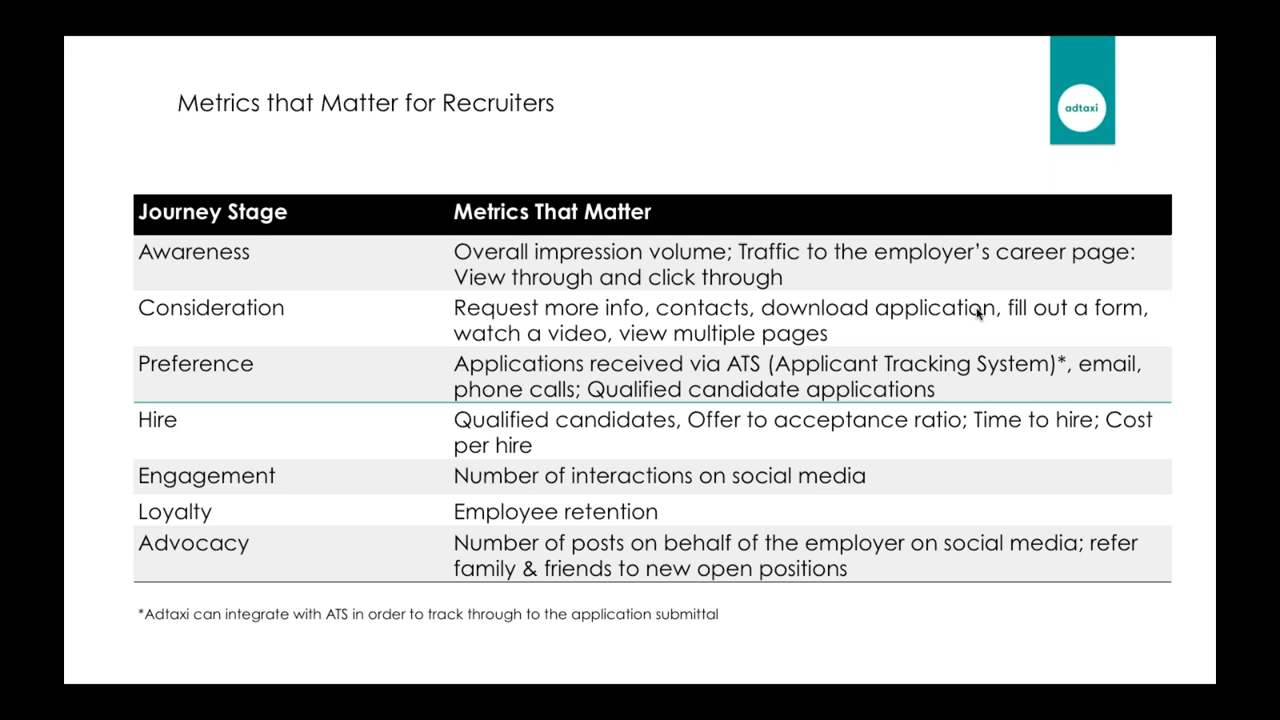 Metrics that Matter for Recruiters
adtaxi
Journey Stage Metrics That Matter
Awareness Overall impression volume; Traffic to the employer’s career page:
View through and click through
Consideration Request more info, contacts, download application, fill out a form,
watch a video, view multiple pages
Preference Applications received via ATS (Applicant Tracking System)*, email,
phone calls; Qualified candidate applications
Hire Qualified candidates, Offer to acceptance ratio; Time to hire; Cost
per hire
Engagement Number of interactions on social media
Loyalty Employee retention
Advocacy Number of posts on behalf of the employer on social media; refer
family & friends to new open positions
*Adtaxi can integrate with ATS in order to track through to the application submittal